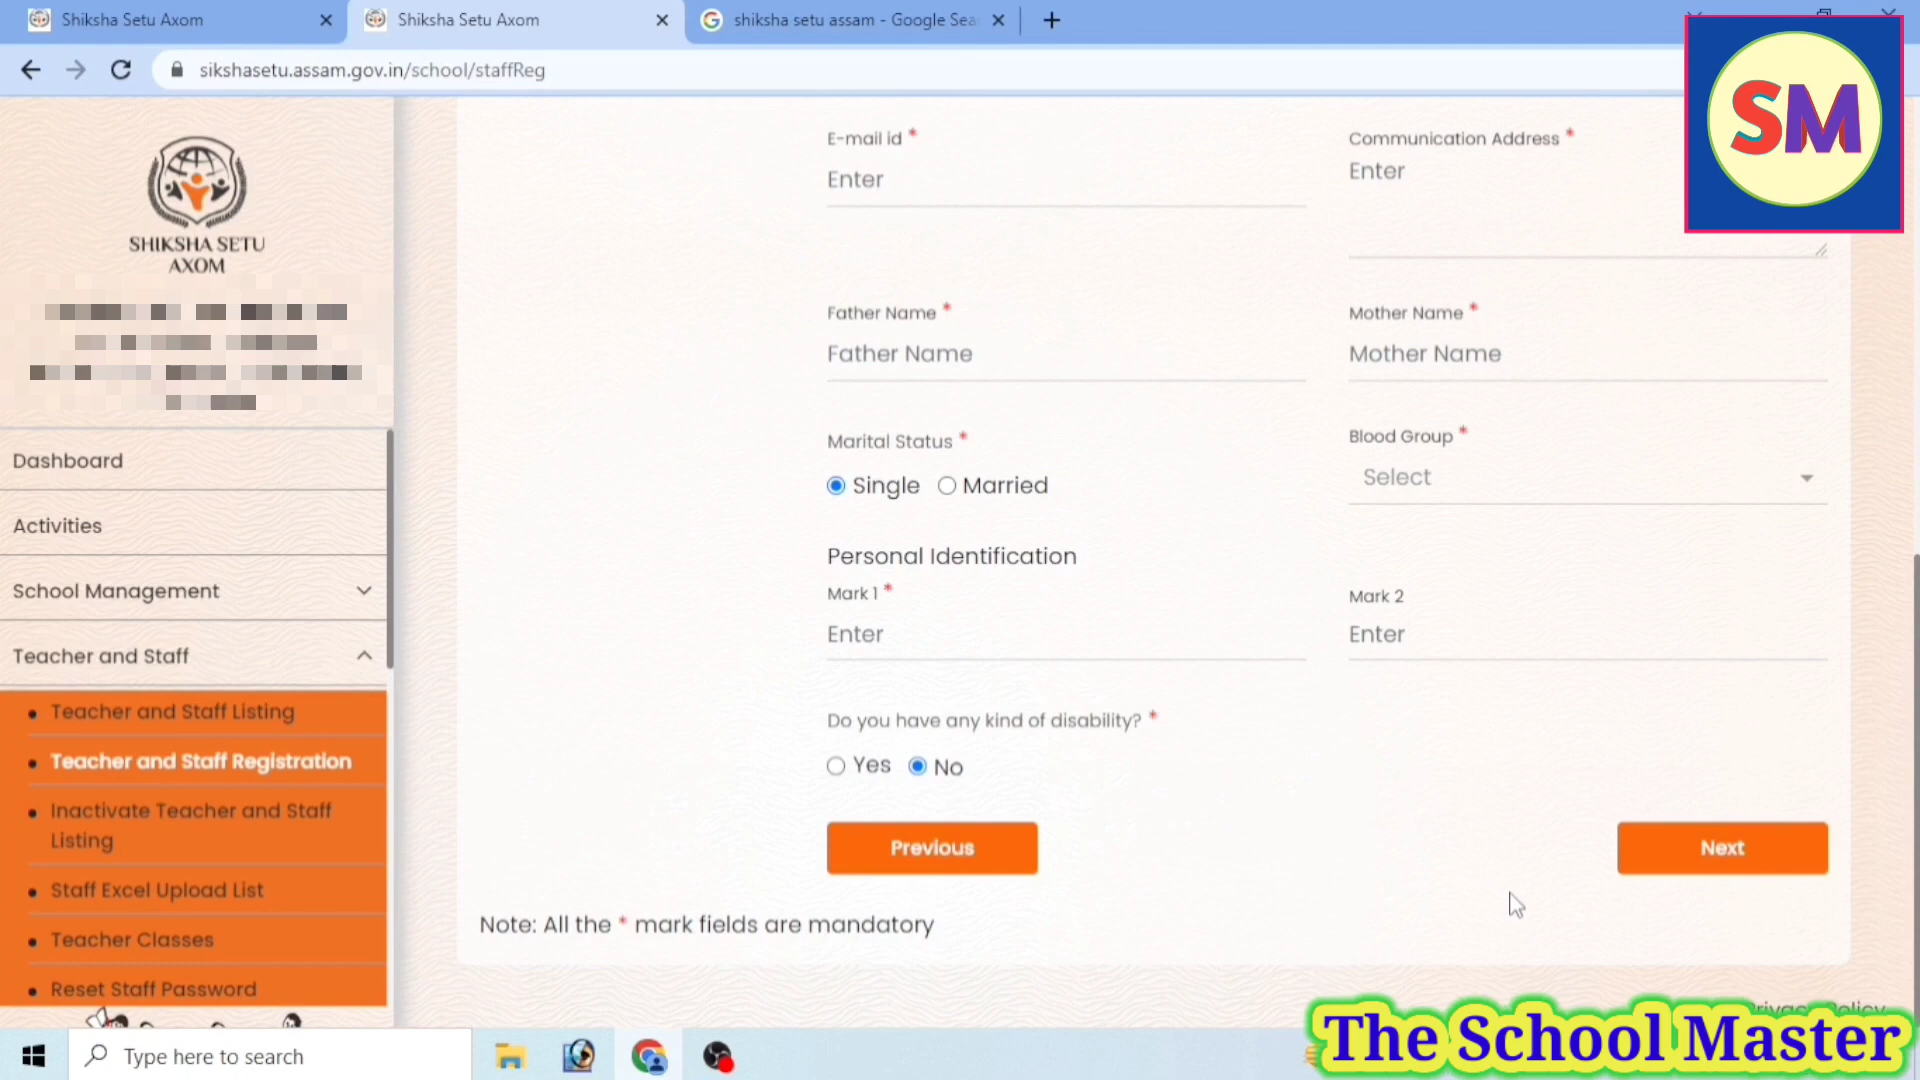 Shiksha Setu Axom
Shiksha Setu Axom
shiksha setu assam - Google Sea
sikshasetu.assam.gov.in/school/staffReg
SM
SHIKSHA SETU
AXOM
Dashboard
Activities
School Management
Teacher and Staff
Teacher and Staff Listing
Teacher and Staff Registration
Inactivate Teacher and Staff
Listing
Staff Excel Upload List
Teacher Classes
Reset Staff Password
E-mail id *
Enter
Communication Address *
Enter
Father Name *
Father Name
Mother Name *
Mother Name
Marital Status *
Single Married
Blood Group *
Select
Personal Identification
Mark 1 *
Enter
Mark 2
Enter
Do you have any kind of disability? *
Yes No
Previous
Next
Note: All the * mark fields are mandatory
Privacy Policy
The School Master
Type here to search